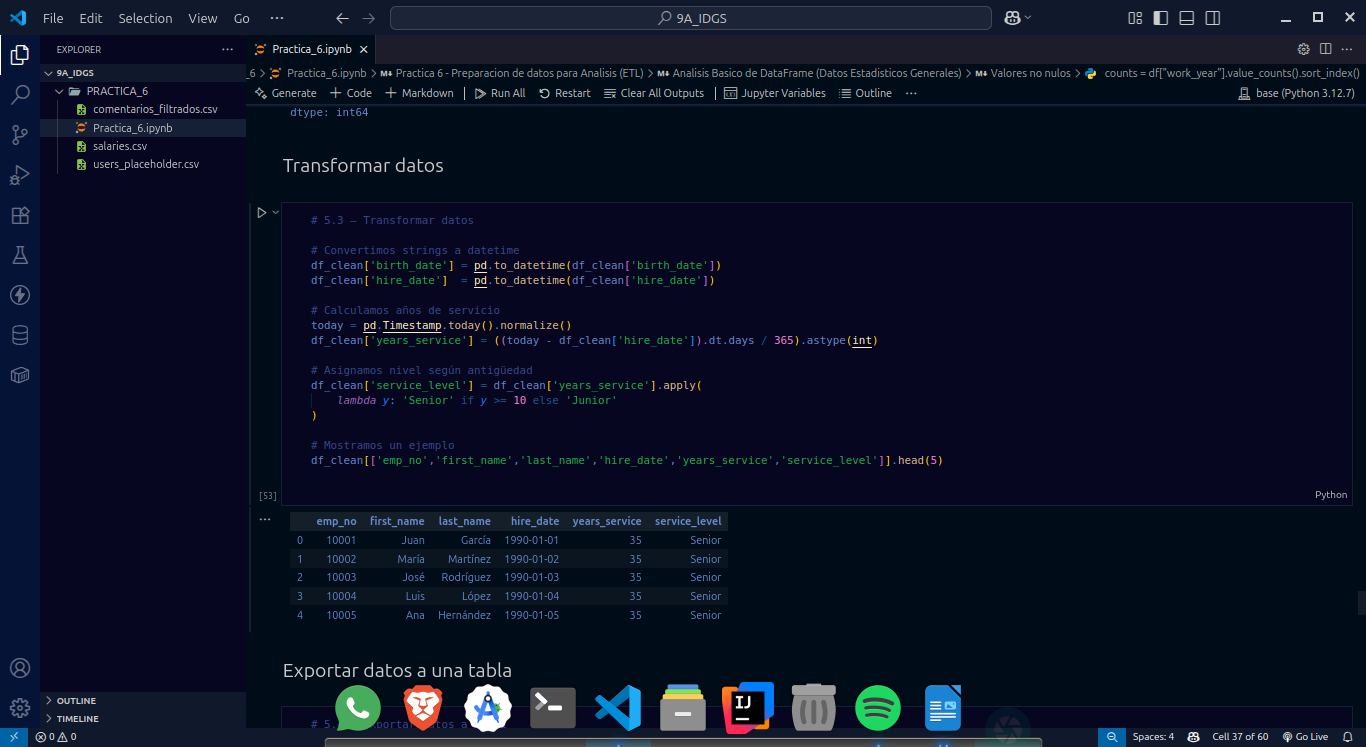 File Edit Selection View Go ··· 9A_IDGS
EXPLORER ···
9A_IDGS
PRACTICA_6
comentarios_filtrados.csv
Practica_6.ipynb
salaries.csv
users_placeholder.csv
OUTLINE
TIMELINE
Practica_6.ipynb
_6 > Practica_6.ipynb > Practica 6 - Preparacion de datos para Analisis (ETL) > Analisis Basico de DataFrame (Datos Estadisticos Generales) > Valores no nulos > counts = df["work_year"].value_counts().sort_index()
Generate + Code + Markdown | Run All Restart Clear All Outputs | Jupyter Variables Outline ··· base (Python 3.12.7)
dtype: int64
Transformar datos
# 5.3 – Transformar datos
# Convertimos strings a datetime
df_clean['birth_date'] = pd.to_datetime(df_clean['birth_date'])
df_clean['hire_date']  = pd.to_datetime(df_clean['hire_date'])
# Calculamos años de servicio
today = pd.Timestamp.today().normalize()
df_clean['years_service'] = ((today - df_clean['hire_date']).dt.days / 365).astype(int)
# Asignamos nivel según antigüedad
df_clean['service_level'] = df_clean['years_service'].apply(
    lambda y: 'Senior' if y >= 10 else 'Junior'
)
# Mostramos un ejemplo
df_clean[['emp_no','first_name','last_name','hire_date','years_service','service_level']].head(5)
[53]
Python
emp_no first_name last_name hire_date years_service service_level
0 10001 Juan García 1990-01-01 35 Senior
1 10002 María Martínez 1990-01-02 35 Senior
2 10003 José Rodríguez 1990-01-03 35 Senior
3 10004 Luis López 1990-01-04 35 Senior
4 10005 Ana Hernández 1990-01-05 35 Senior
Exportar datos a una tabla
IJ
0 0 Spaces: 4 Cell 37 of 60 Go Live